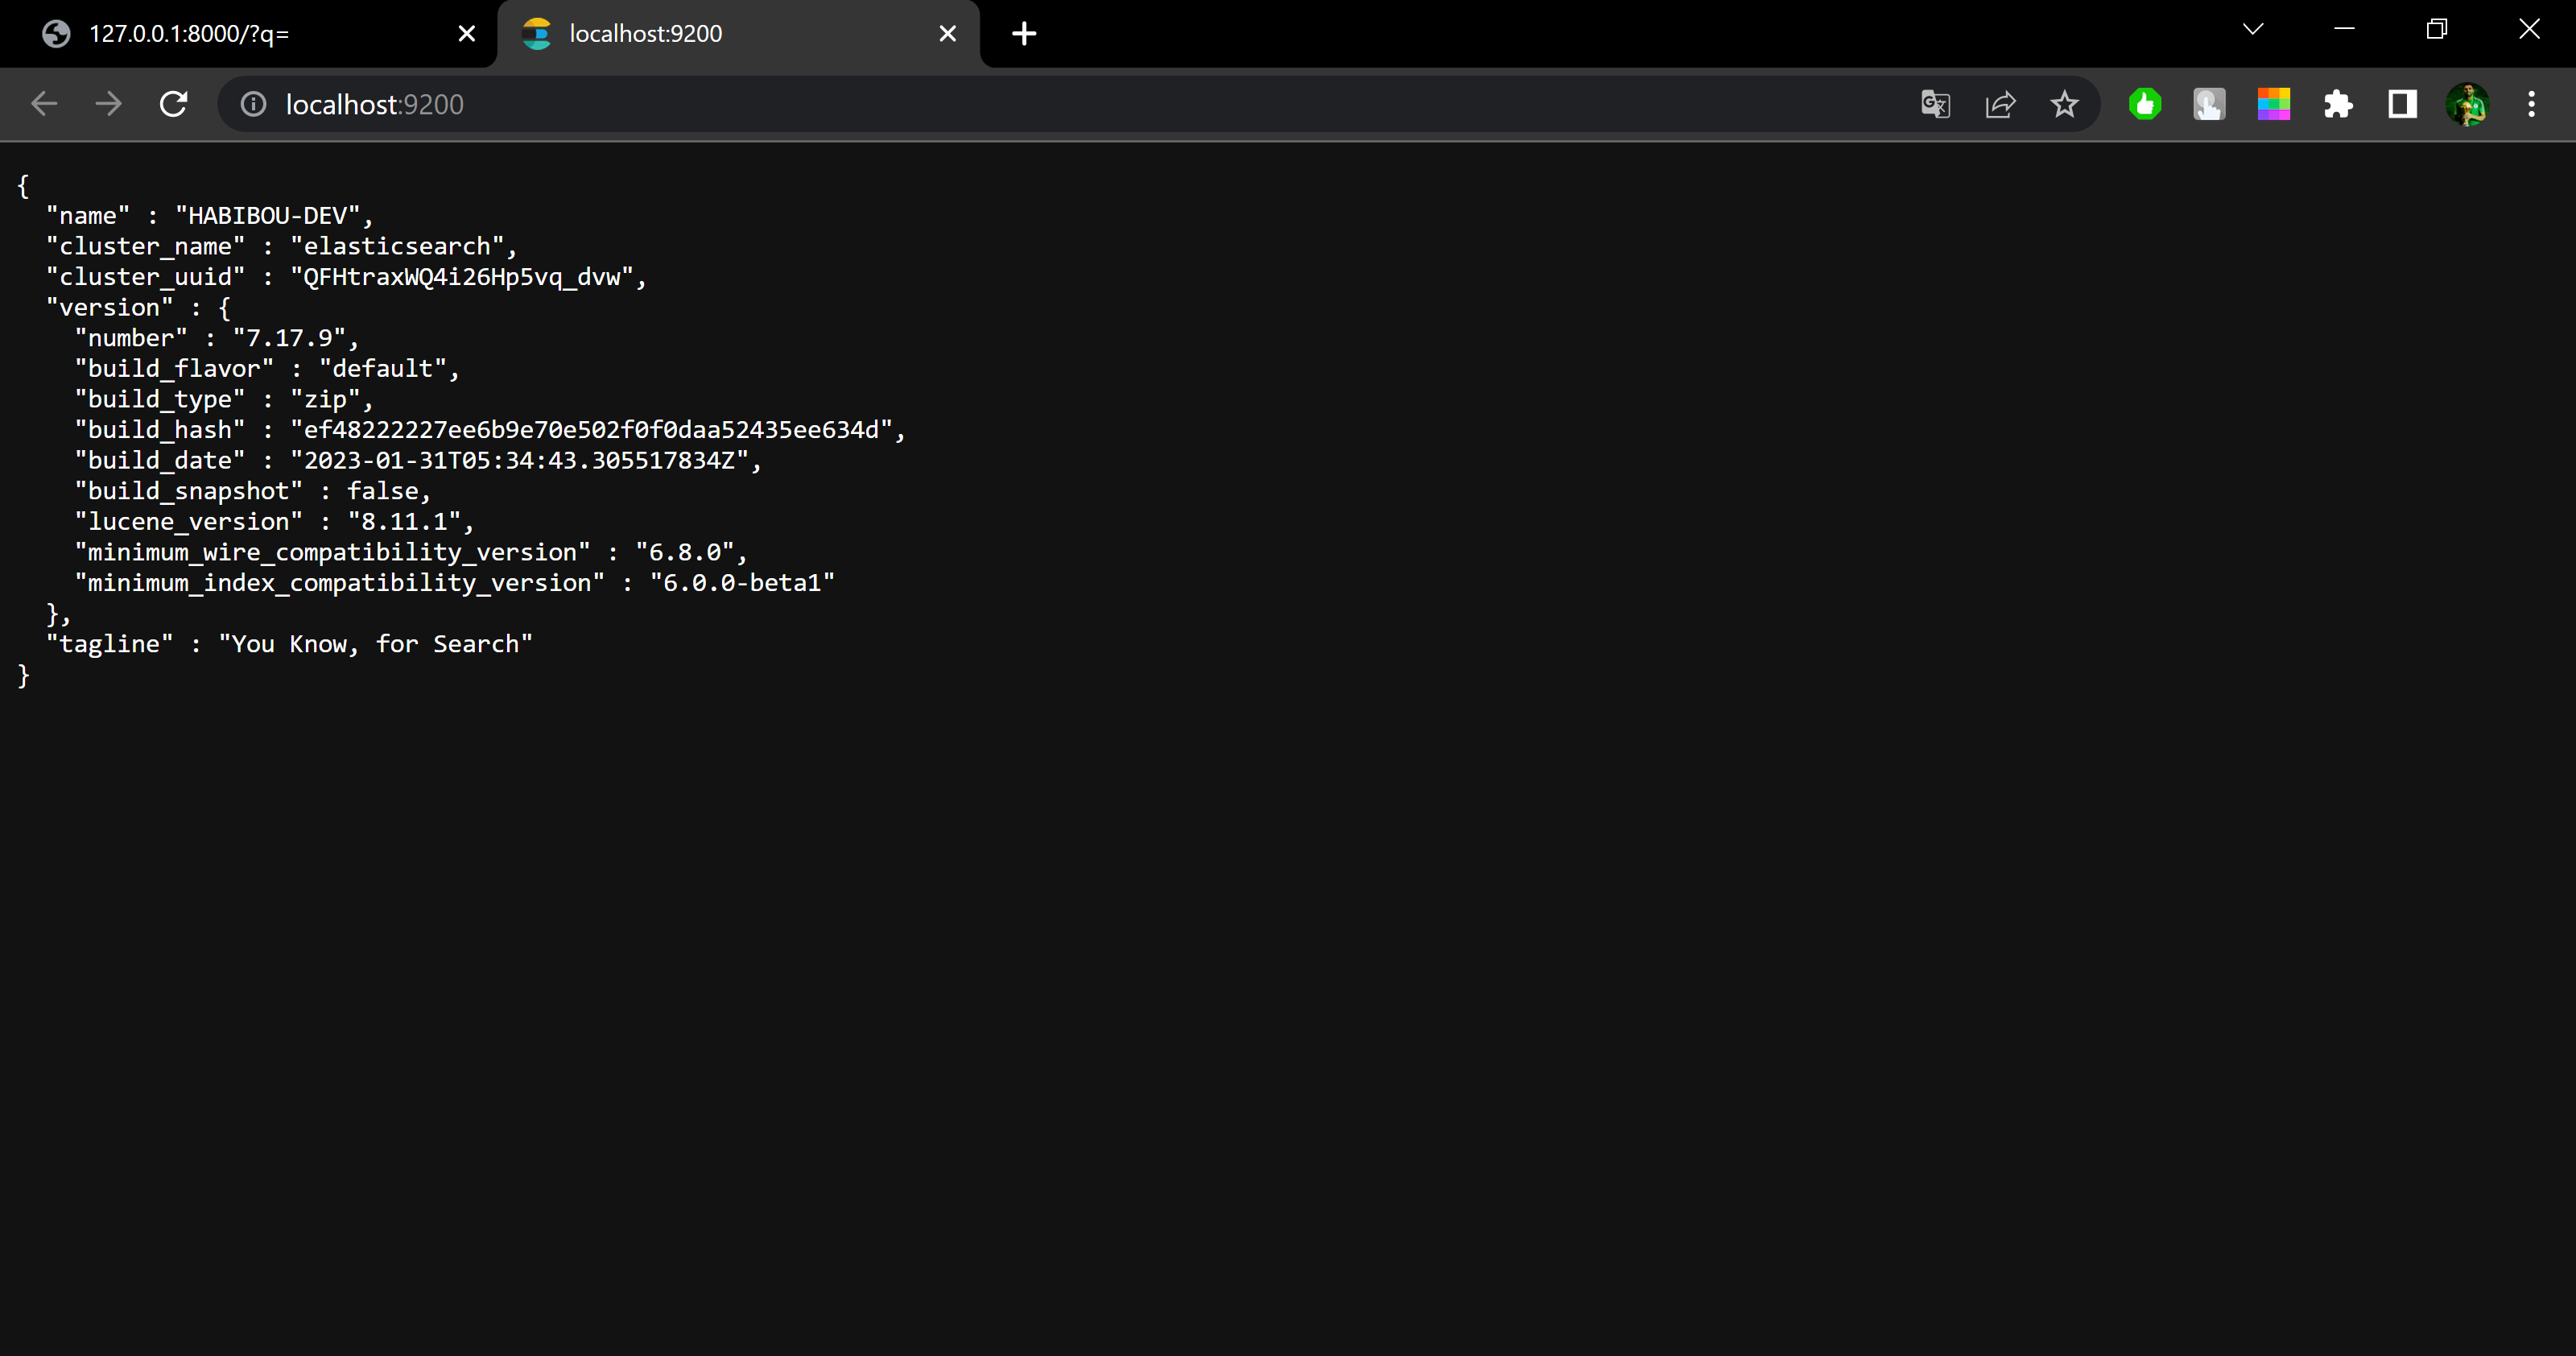 127.0.0.1:8000/?q=
localhost:9200
localhost:9200
{
  "name" : "HABIBOU-DEV",
  "cluster_name" : "elasticsearch",
  "cluster_uuid" : "QFHtraxWQ4i26Hp5vq_dvw",
  "version" : {
    "number" : "7.17.9",
    "build_flavor" : "default",
    "build_type" : "zip",
    "build_hash" : "ef48222227ee6b9e70e502f0f0daa52435ee634d",
    "build_date" : "2023-01-31T05:34:43.305517834Z",
    "build_snapshot" : false,
    "lucene_version" : "8.11.1",
    "minimum_wire_compatibility_version" : "6.8.0",
    "minimum_index_compatibility_version" : "6.0.0-beta1"
  },
  "tagline" : "You Know, for Search"
}